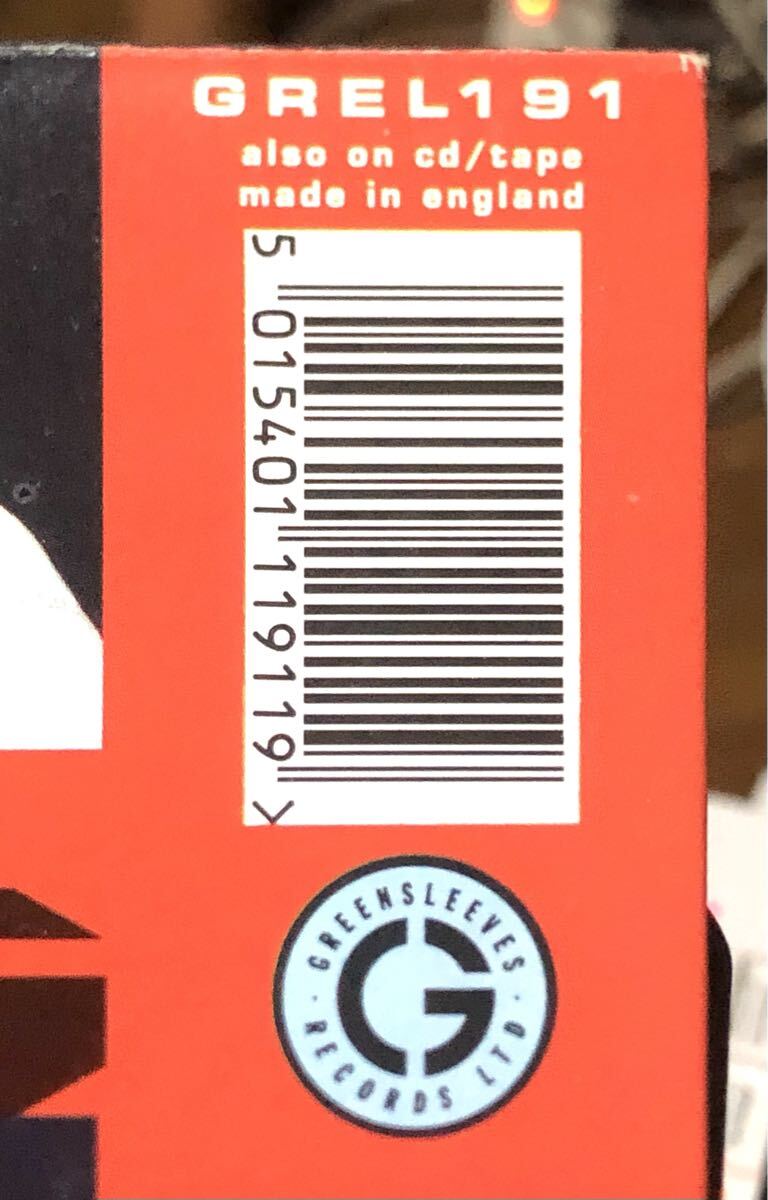 GREL191
also on cd/tape
made in england
5 015401 119119 >
GREENSLEEVES
· RECORDS LTD ·
G